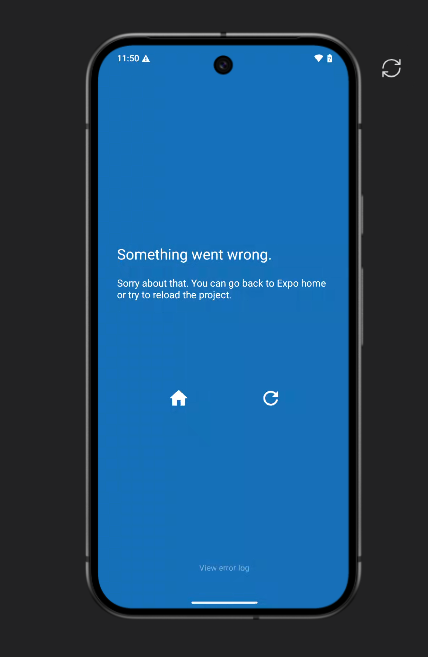 11:50
Something went wrong.
Sorry about that. You can go back to Expo home
or try to reload the project.
View error log